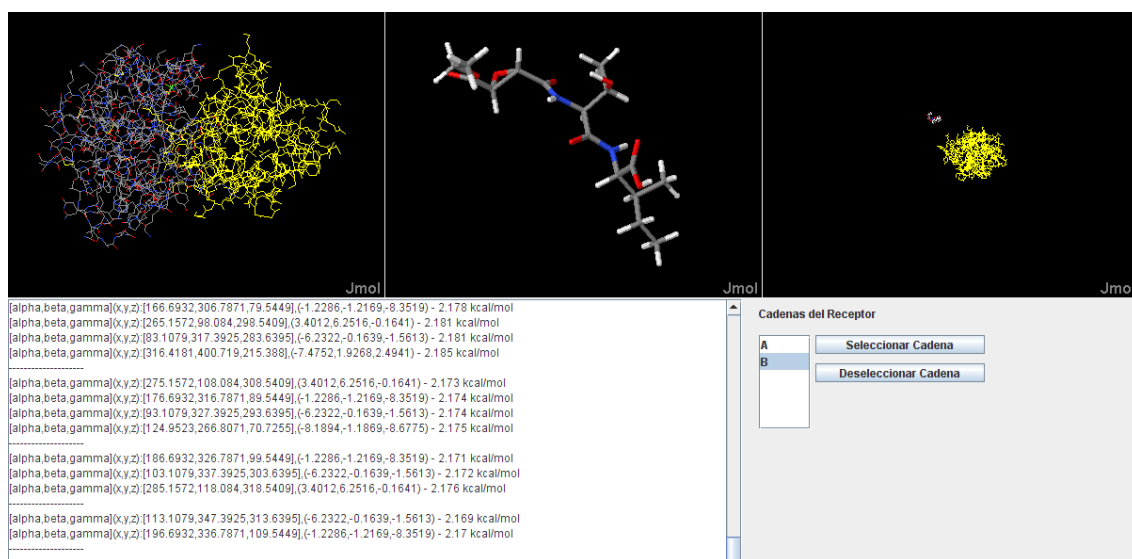 Jmol
Jmol
Jmol
[alpha,beta,gamma](x,y,z):[166.6932,306.7871,79.5449],(-1.2286,-1.2169,-8.3519) - 2.178 kcal/mol
[alpha,beta,gamma](x,y,z):[265.1572,98.084,298.5409],(3.4012,6.2516,-0.1641) - 2.181 kcal/mol
[alpha,beta,gamma](x,y,z):[83.1079,317.3925,283.6395],(-6.2322,-0.1639,-1.5613) - 2.181 kcal/mol
[alpha,beta,gamma](x,y,z):[316.4181,400.719,215.388],(-7.4752,1.9268,2.4941) - 2.185 kcal/mol
--------------------
[alpha,beta,gamma](x,y,z):[275.1572,108.084,308.5409],(3.4012,6.2516,-0.1641) - 2.173 kcal/mol
[alpha,beta,gamma](x,y,z):[176.6932,316.7871,89.5449],(-1.2286,-1.2169,-8.3519) - 2.174 kcal/mol
[alpha,beta,gamma](x,y,z):[93.1079,327.3925,293.6395],(-6.2322,-0.1639,-1.5613) - 2.174 kcal/mol
[alpha,beta,gamma](x,y,z):[124.9523,266.8071,70.7255],(-8.1894,-1.1869,-8.6775) - 2.175 kcal/mol
--------------------
[alpha,beta,gamma](x,y,z):[186.6932,326.7871,99.5449],(-1.2286,-1.2169,-8.3519) - 2.171 kcal/mol
[alpha,beta,gamma](x,y,z):[103.1079,337.3925,303.6395],(-6.2322,-0.1639,-1.5613) - 2.172 kcal/mol
[alpha,beta,gamma](x,y,z):[285.1572,118.084,318.5409],(3.4012,6.2516,-0.1641) - 2.176 kcal/mol
--------------------
[alpha,beta,gamma](x,y,z):[113.1079,347.3925,313.6395],(-6.2322,-0.1639,-1.5613) - 2.169 kcal/mol
[alpha,beta,gamma](x,y,z):[196.6932,336.7871,109.5449],(-1.2286,-1.2169,-8.3519) - 2.17 kcal/mol
--------------------
Cadenas del Receptor
A
B
Seleccionar Cadena
Deseleccionar Cadena